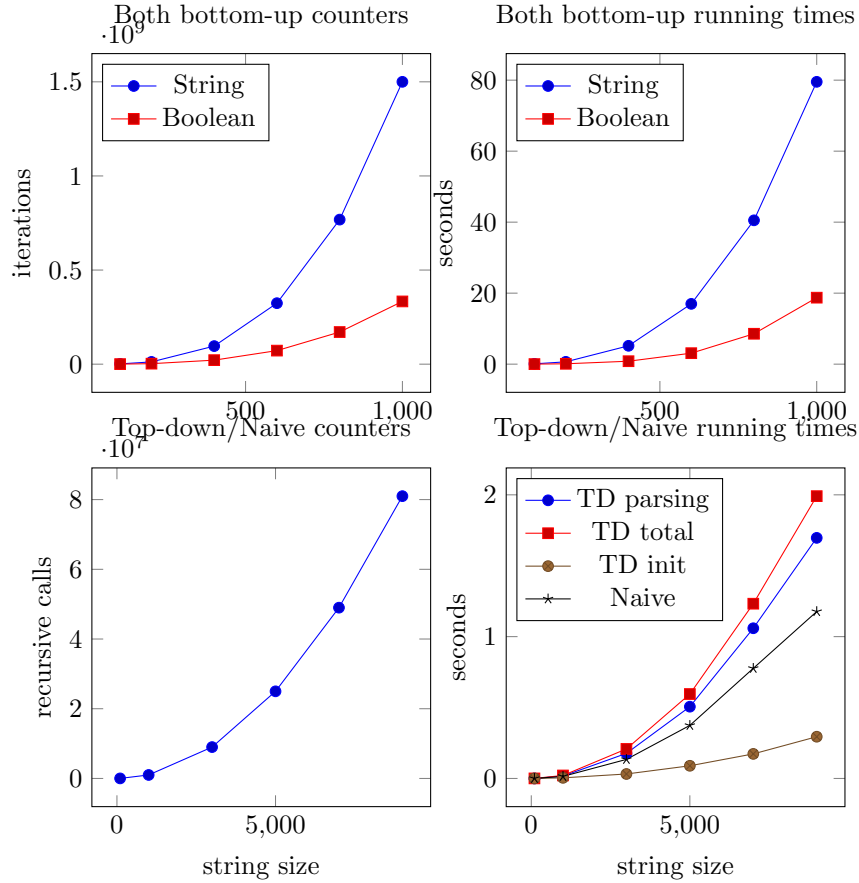 Both bottom-up counters
·10^9
1.5
1
0.5
0
iterations
String
Boolean
500
1,000
Both bottom-up running times
80
60
40
20
0
seconds
String
Boolean
500
1,000
Top-down/Naive counters
·10^7
8
6
4
2
0
recursive calls
0
5,000
string size
Top-down/Naive running times
2
1
0
seconds
TD parsing
TD total
TD init
Naive
0
5,000
string size